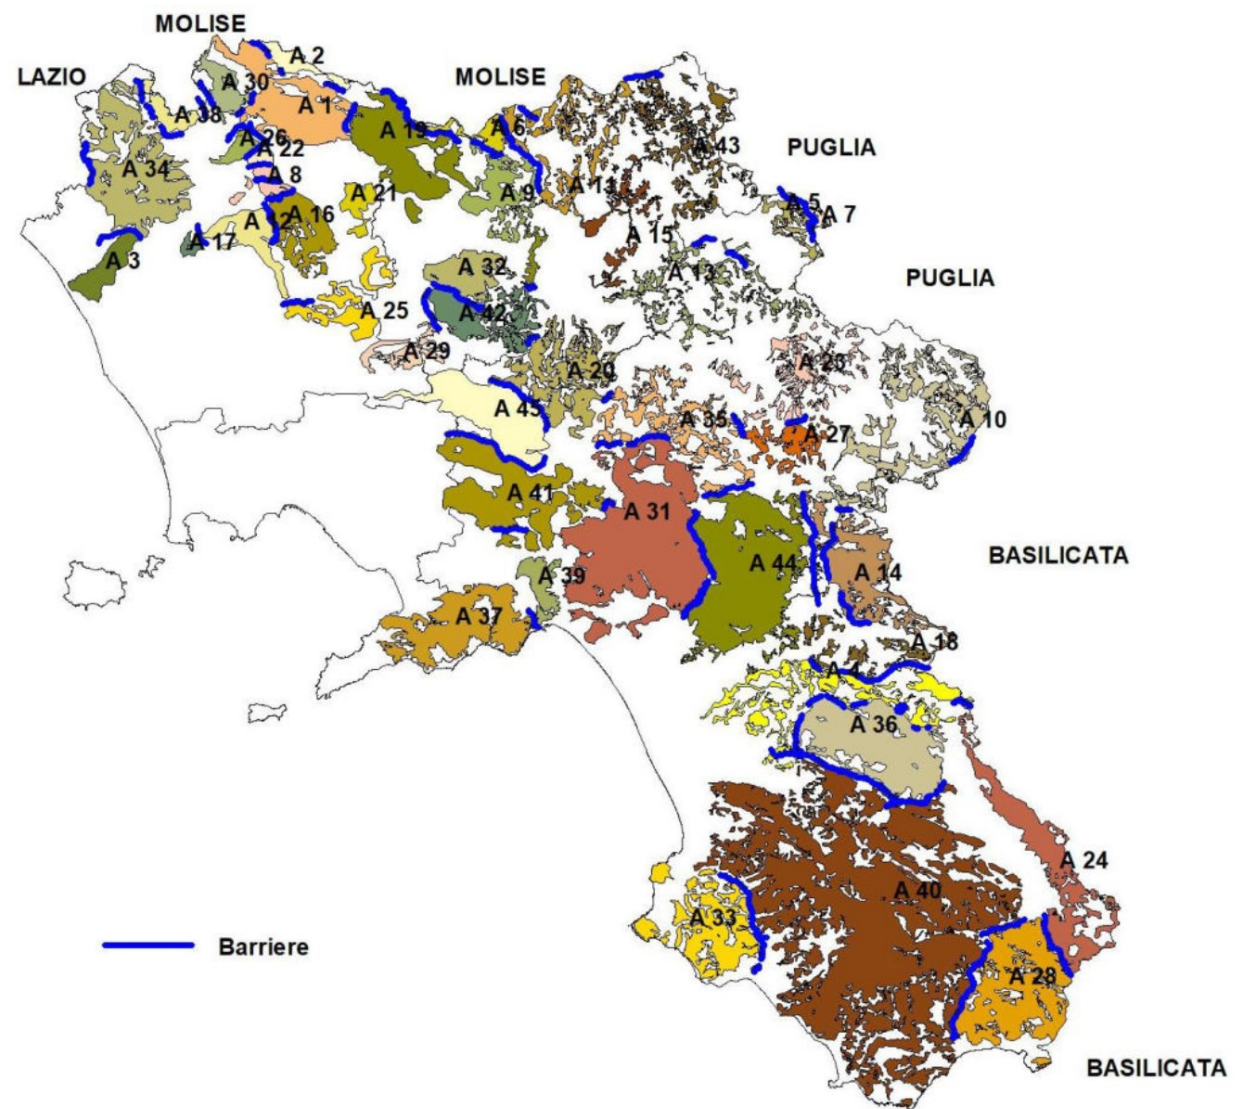 MOLISE
A 2
LAZIO
MOLISE
A 30
A 1
A 38
A 19
A 6
A 26
A 22
A 43
PUGLIA
A 34
A 8
A 21
A 9
A 11
A 5
A 7
A 16
A 12
A 17
A 15
A 3
A 32
A 13
PUGLIA
A 25
A 42
A 29
A 20
A 23
A 45
A 35
A 10
A 27
A 41
A 31
A 44
BASILICATA
A 39
A 14
A 37
A 18
A 4
A 36
A 24
A 40
A 33
Barriere
A 28
BASILICATA